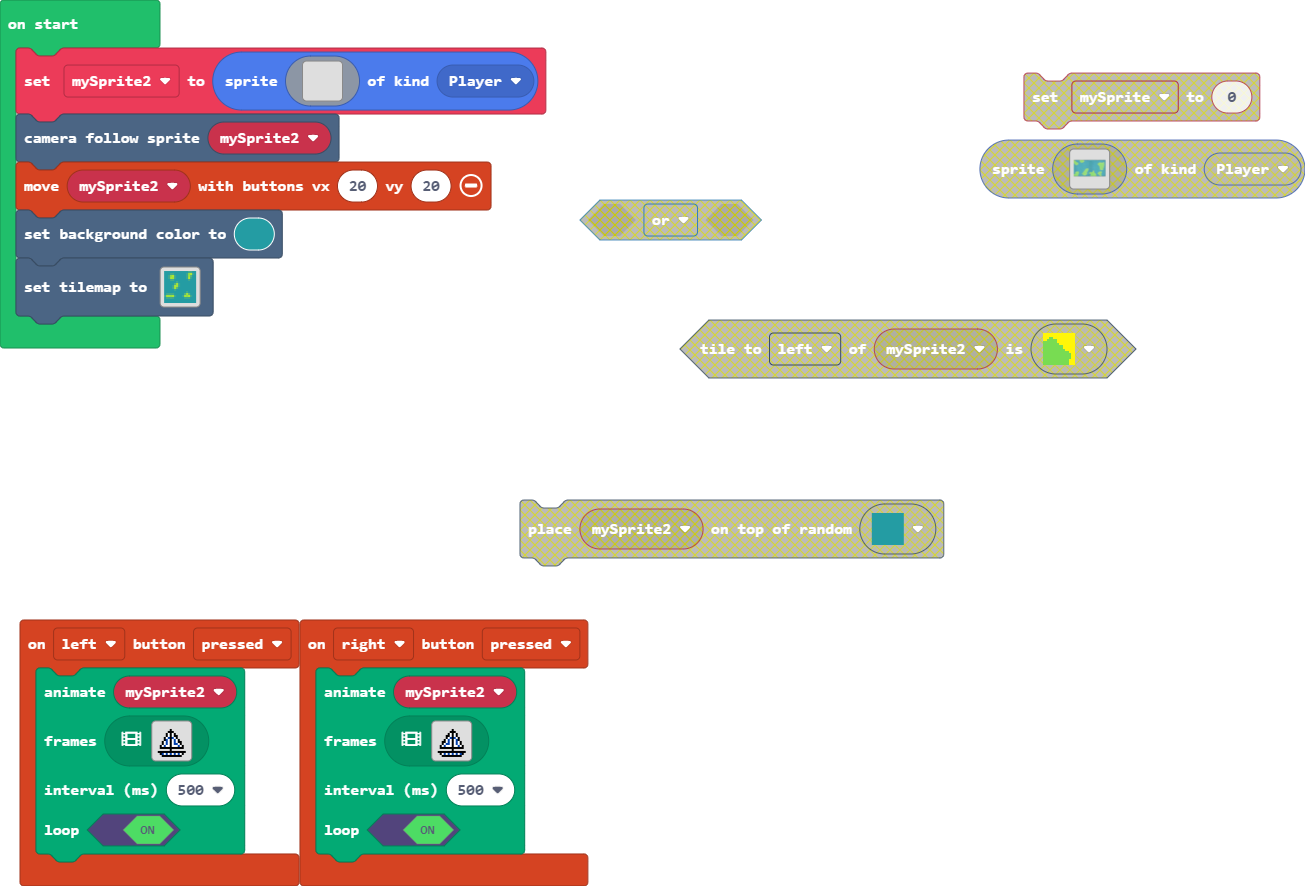 on start
set mySprite2 to sprite of kind Player
camera follow sprite mySprite2
move mySprite2 with buttons vx 20 vy 20
set background color to
set tilemap to
set mySprite to 0
sprite of kind Player
or
tile to left of mySprite2 is
place mySprite2 on top of random
on left button pressed
animate mySprite2
frames
interval (ms) 500
loop ON
on right button pressed
animate mySprite2
frames
interval (ms) 500
loop ON